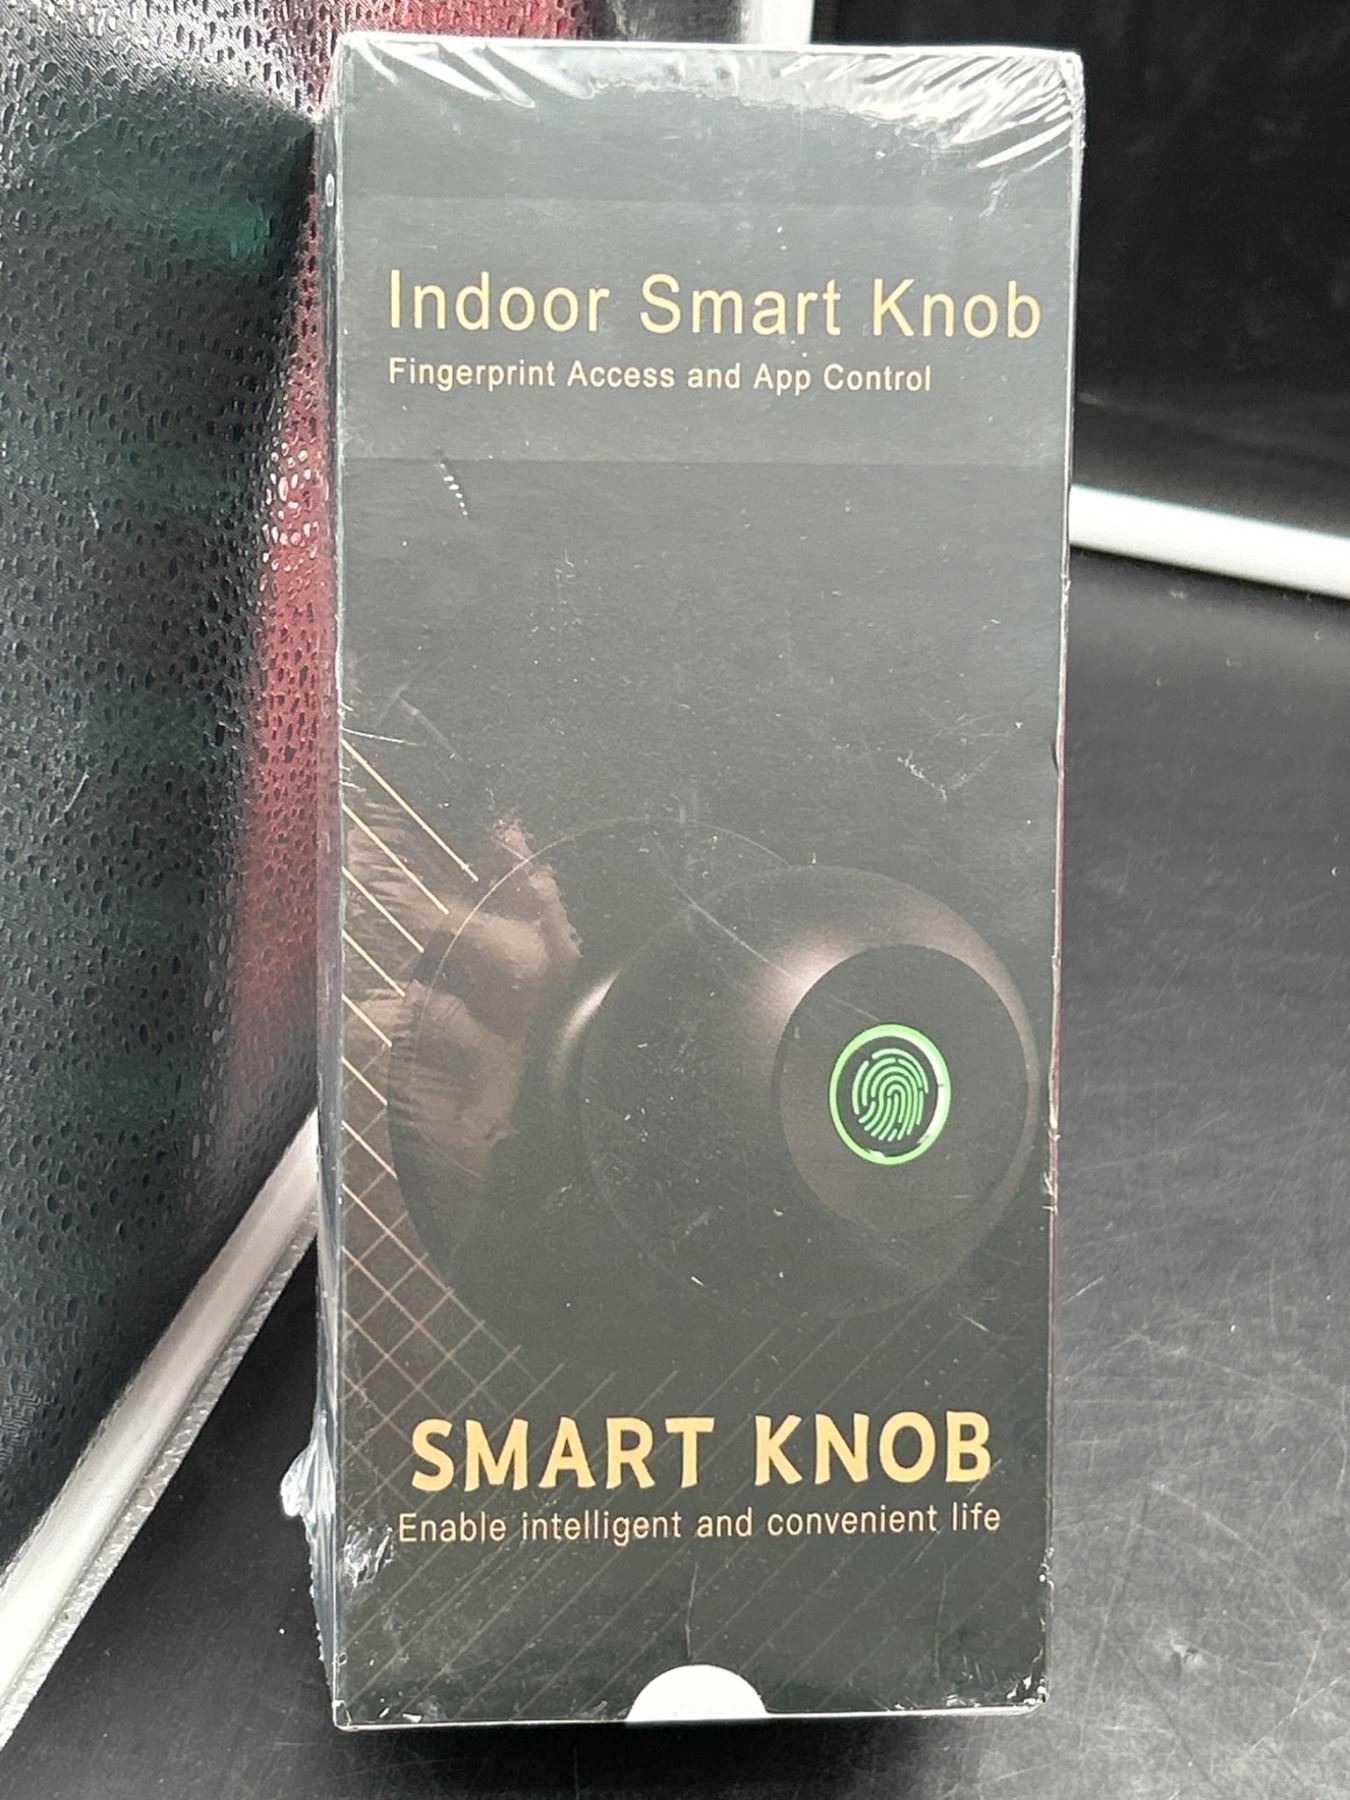 Indoor Smart Knob
Fingerprint Access and App Control
SMART KNOB
Enable intelligent and convenient life